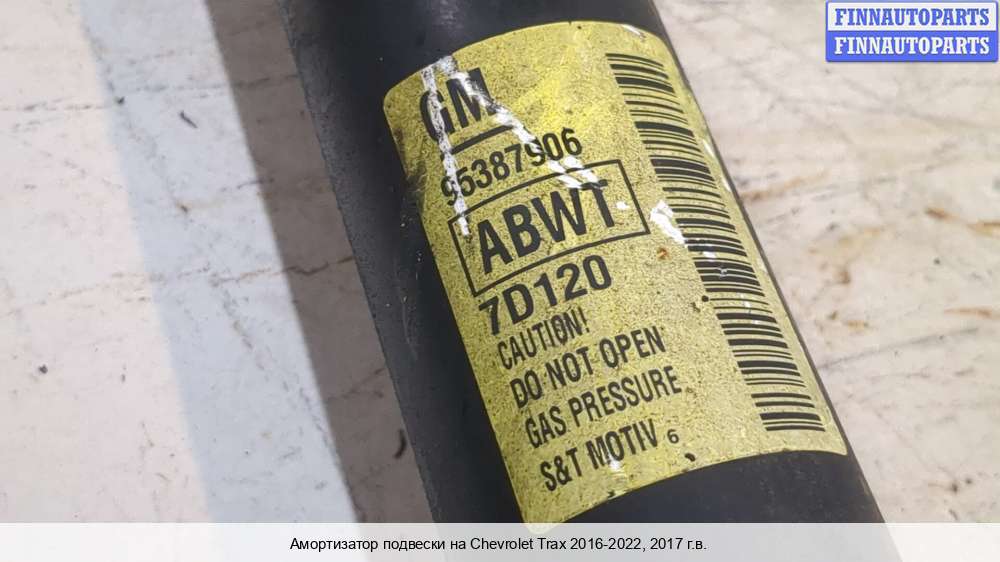 FINNAUTOPARTS
FINNAUTOPARTS
GM
95387906
ABWT
7D120
CAUTION!
DO NOT OPEN
GAS PRESSURE
S&T MOTIV 6
Амортизатор подвески на Chevrolet Trax 2016-2022, 2017 г.в.